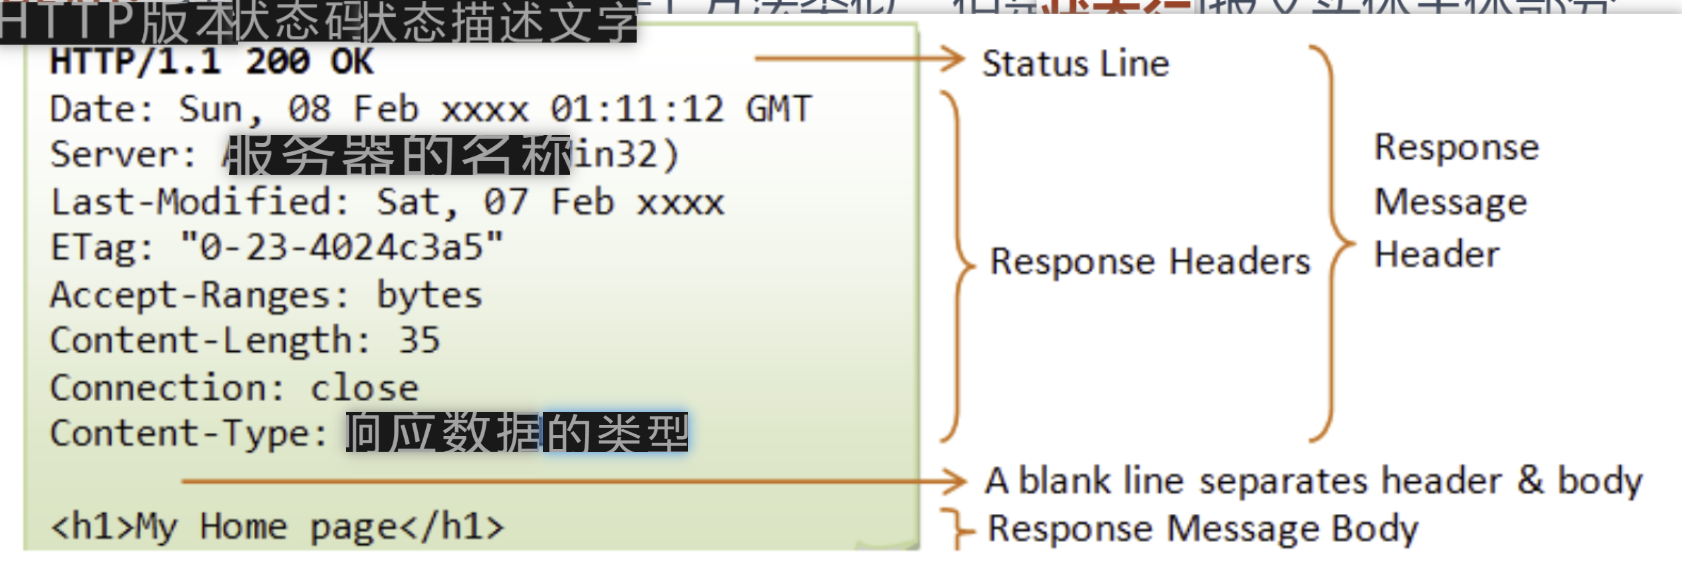 HTTP版本 状态码 状态描述文字
HTTP/1.1 200 OK
Status Line
Date: Sun, 08 Feb xxxx 01:11:12 GMT
Server: 服务器的名称in32)
Last-Modified: Sat, 07 Feb xxxx
ETag: "0-23-4024c3a5"
Accept-Ranges: bytes
Content-Length: 35
Connection: close
Content-Type: 响应数据的类型
Response Headers
Response
Message
Header
A blank line separates header & body
<h1>My Home page</h1>
Response Message Body